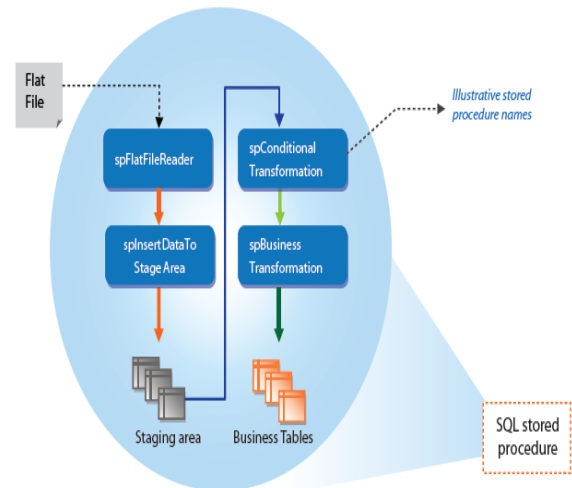 Flat
File
Illustrative stored
procedure names
spFlatFileReader
spConditional
Transformation
spInsertDataTo
Stage Area
spBusiness
Transformation
Staging area
Business Tables
SQL stored
procedure